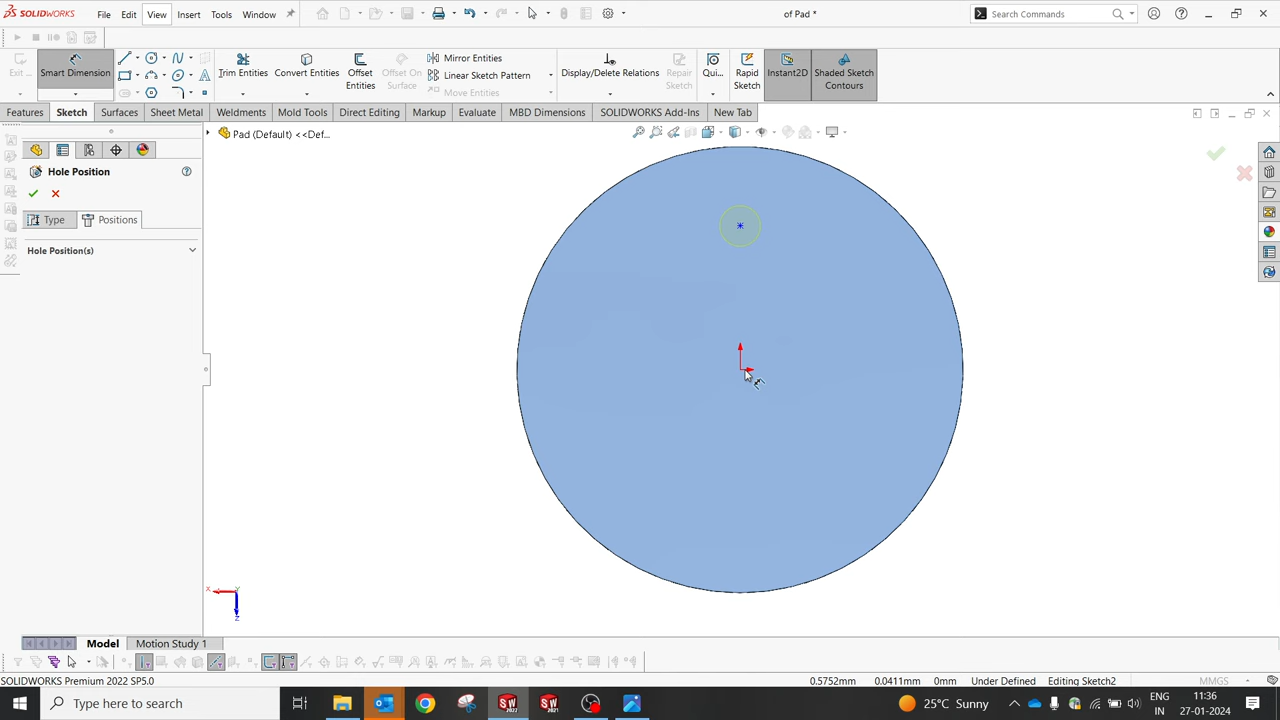 SOLIDWORKS File Edit View Insert Tools Window of Pad * Search Commands
Exit ... Smart Dimension Trim Entities Convert Entities Offset Entities Offset On Surface Mirror Entities Linear Sketch Pattern Move Entities Display/Delete Relations Repair Sketch Qui... Rapid Sketch Instant2D Shaded Sketch Contours
Features Sketch Surfaces Sheet Metal Weldments Mold Tools Direct Editing Markup Evaluate MBD Dimensions SOLIDWORKS Add-Ins New Tab
Pad (Default) <<Def...
Hole Position
Type Positions
Hole Position(s)
X Y
Z
Model Motion Study 1
SOLIDWORKS Premium 2022 SP5.0 0.5752mm 0.0411mm 0mm Under Defined Editing Sketch2 MMGS
Type here to search 25°C Sunny ENG IN 11:36 27-01-2024